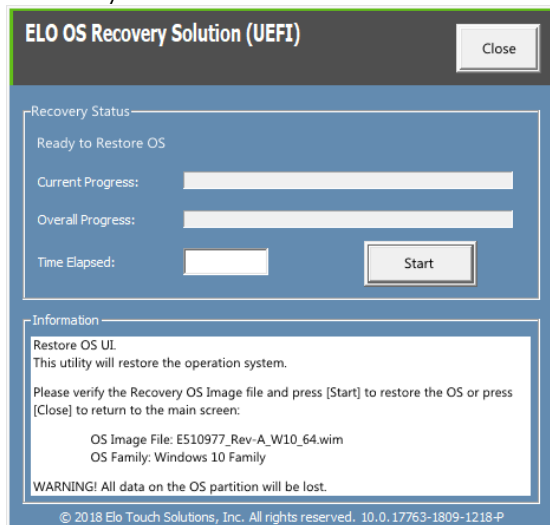 ELO OS Recovery Solution (UEFI)
Close
Recovery Status
Ready to Restore OS
Current Progress:
Overall Progress:
Time Elapsed:
Start
Information
Restore OS UI.
This utility will restore the operation system.
Please verify the Recovery OS Image file and press [Start] to restore the OS or press
[Close] to return to the main screen:
OS Image File: E510977_Rev-A_W10_64.wim
OS Family: Windows 10 Family
WARNING! All data on the OS partition will be lost.
© 2018 Elo Touch Solutions, Inc. All rights reserved. 10.0.17763-1809-1218-P